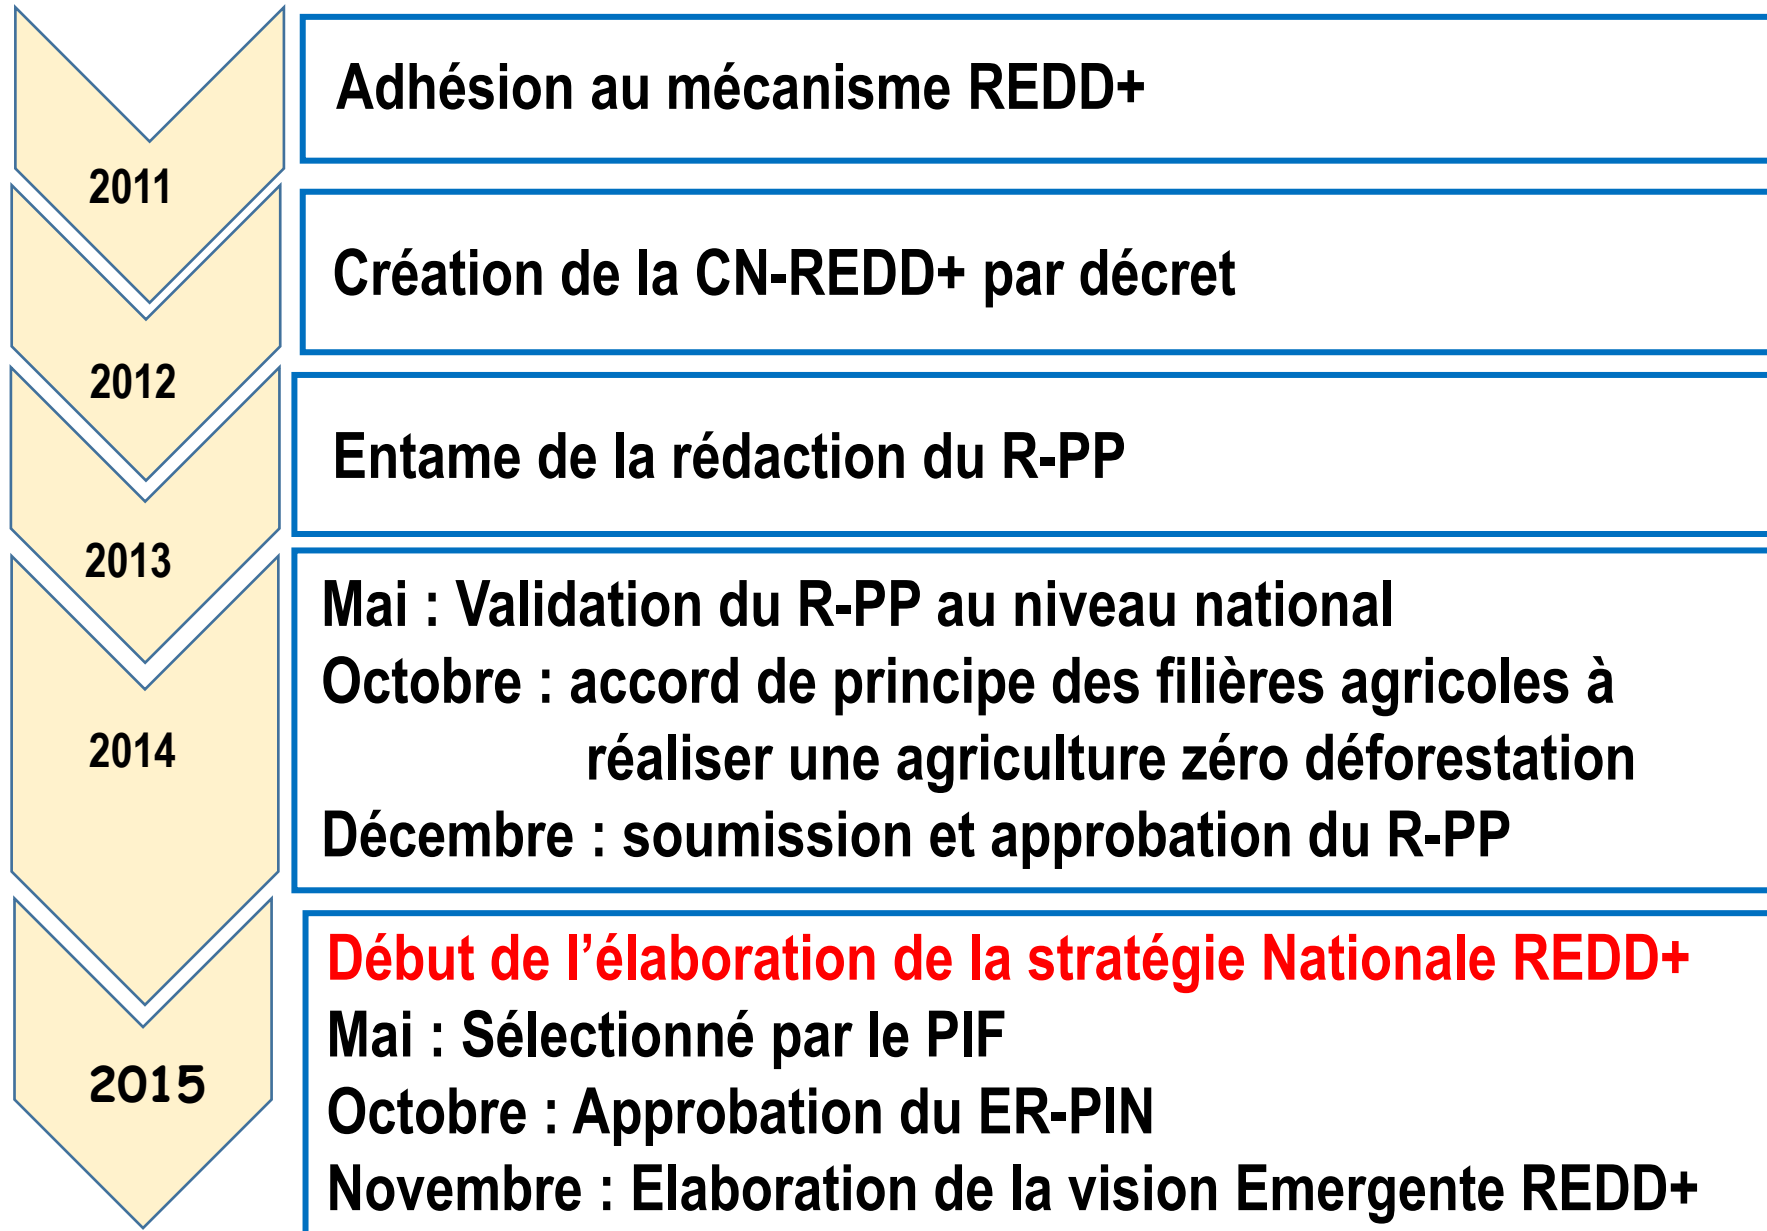 2011
Adhésion au mécanisme REDD+
2012
Création de la CN-REDD+ par décret
2013
Entame de la rédaction du R-PP
2014
Mai : Validation du R-PP au niveau national
Octobre : accord de principe des filières agricoles à
réaliser une agriculture zéro déforestation
Décembre : soumission et approbation du R-PP
2015
Début de l’élaboration de la stratégie Nationale REDD+
Mai : Sélectionné par le PIF
Octobre : Approbation du ER-PIN
Novembre : Elaboration de la vision Emergente REDD+